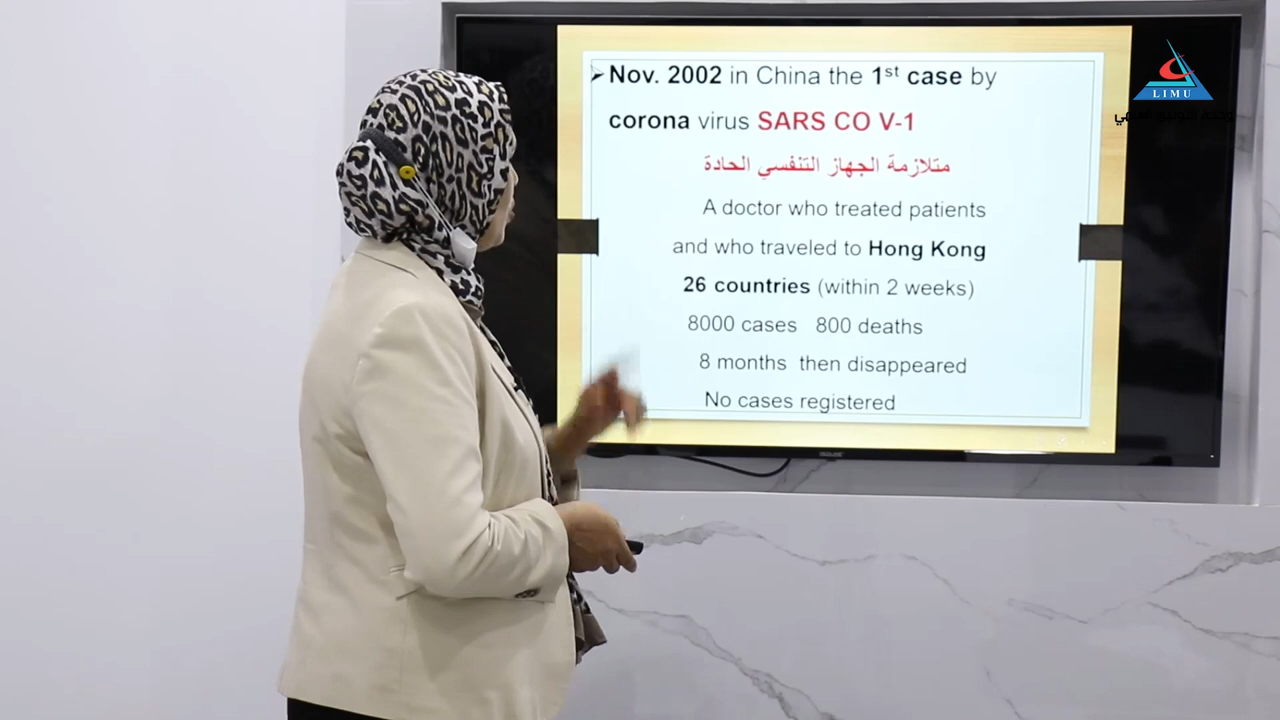 ➢Nov. 2002 in China the 1st case by
corona virus SARS CO V-1
متلازمة الجهاز التنفسي الحادة
A doctor who treated patients
and who traveled to Hong Kong
26 countries (within 2 weeks)
8000 cases 800 deaths
8 months then disappeared
No cases registered
LIMU